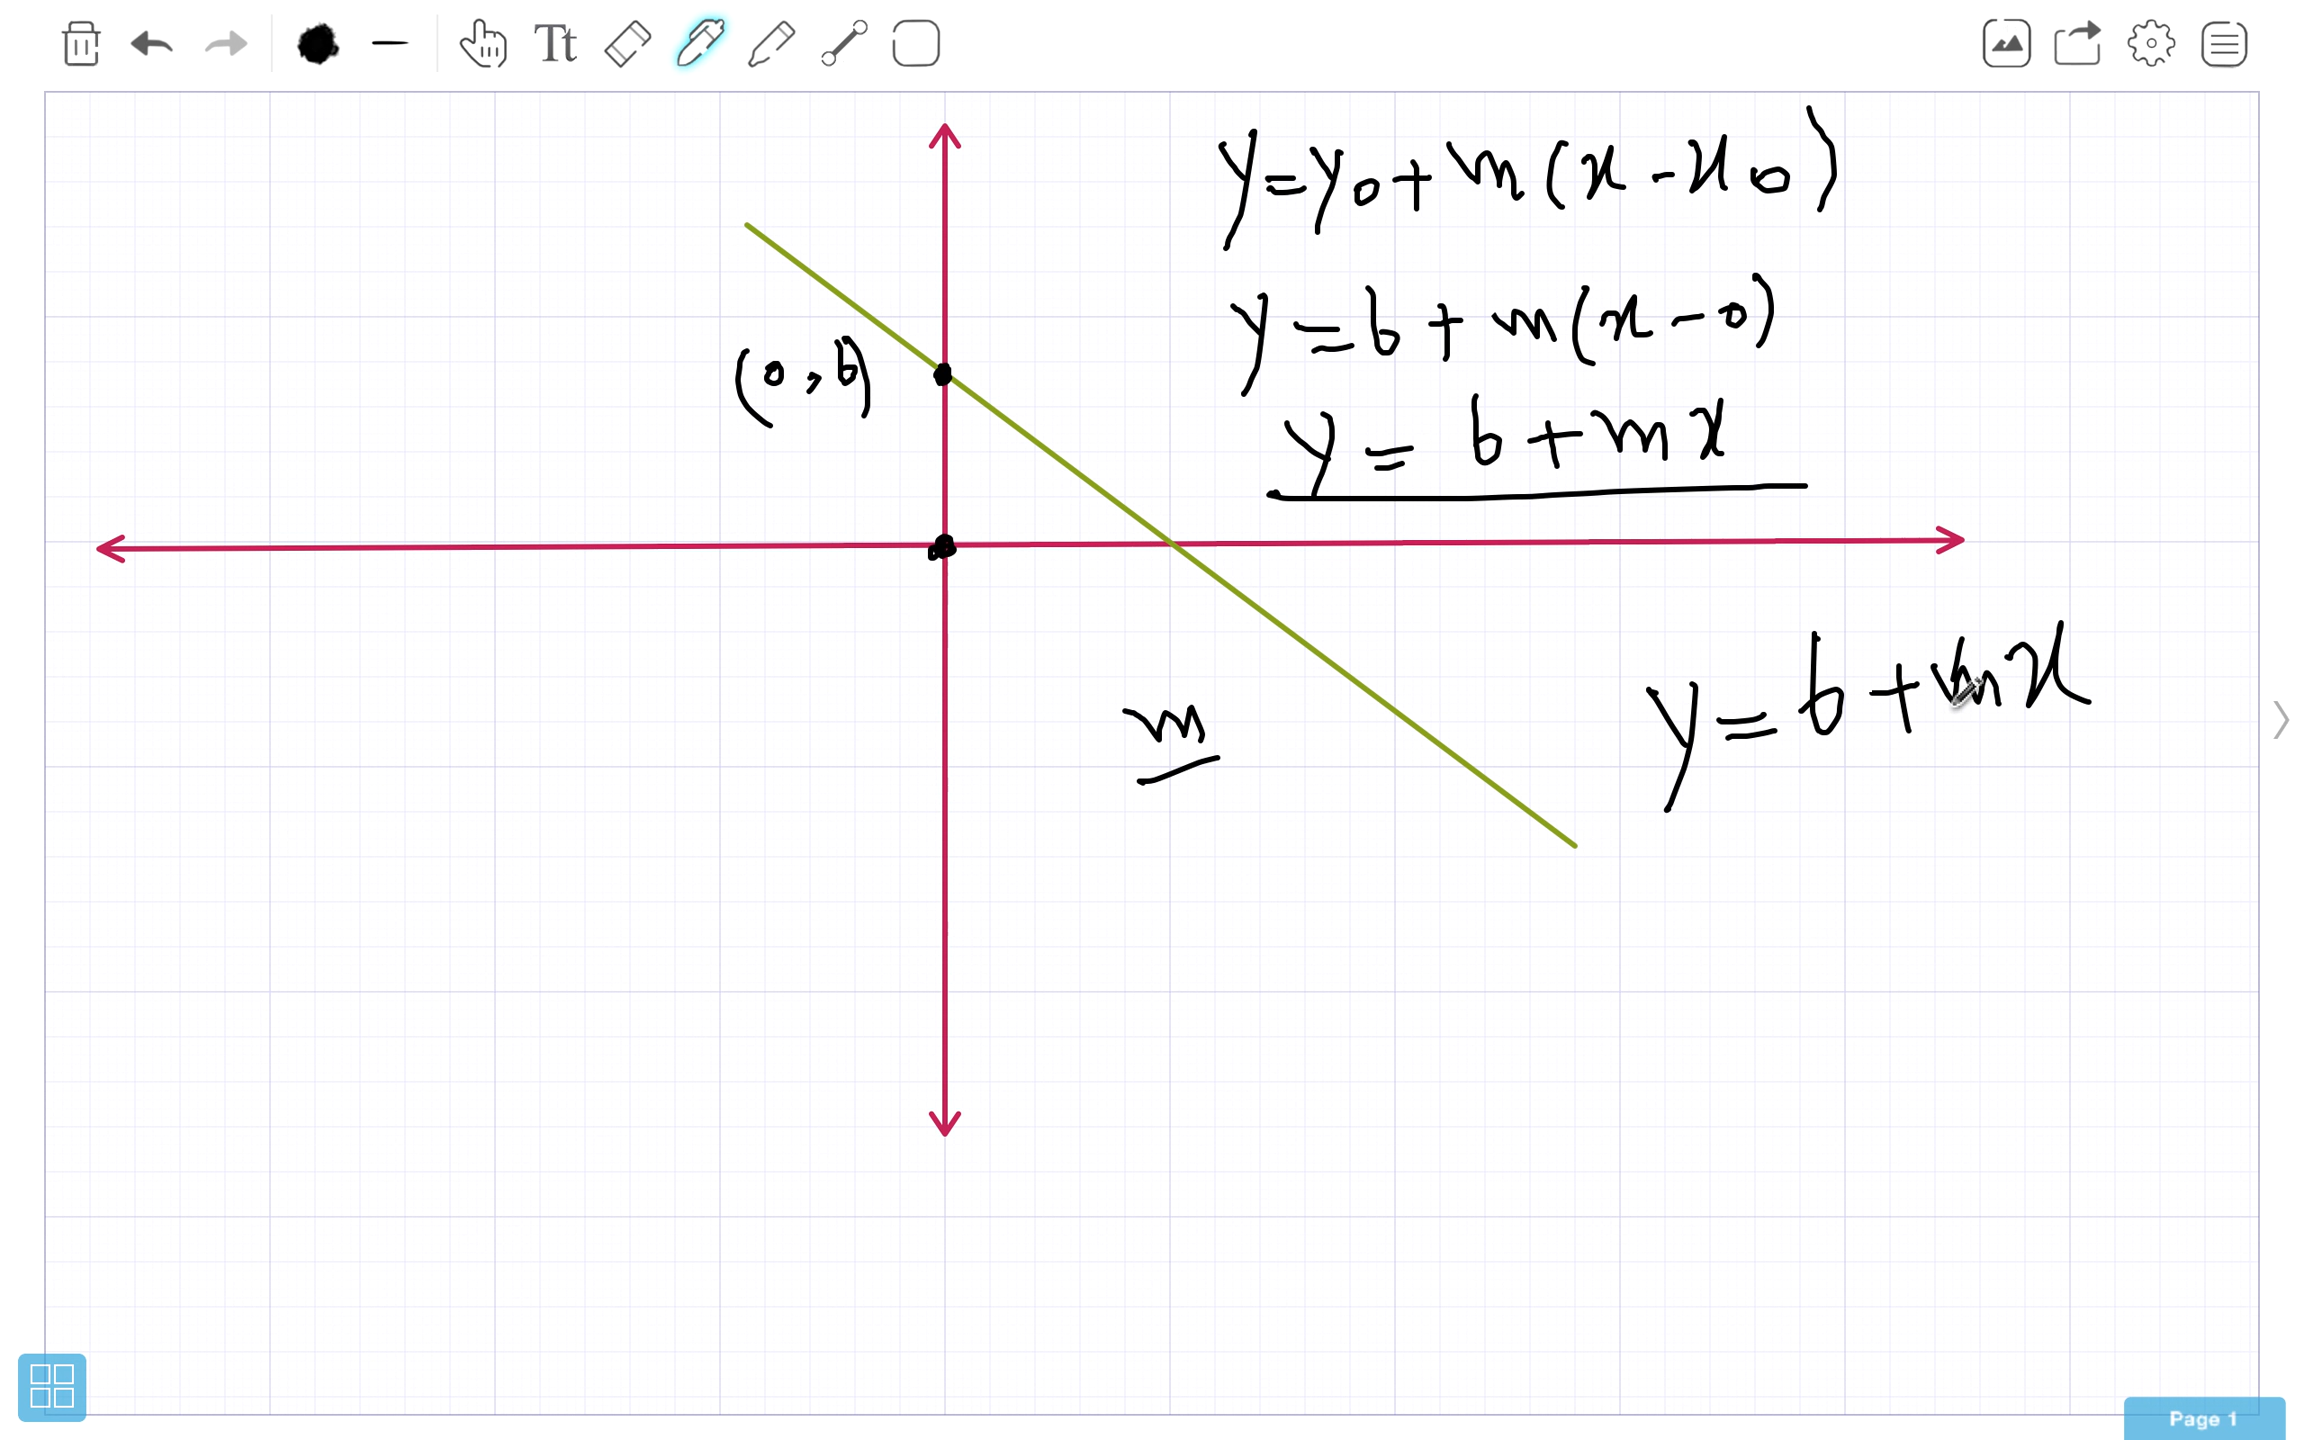 Tt
y=y₀+m(x-x₀)
y=b+m(x-0)
(0,b)
y=b+mx
y=b+mx
m
Page 1